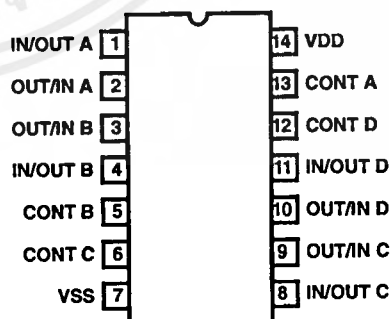 IN/OUT A 1 14 VDD
OUT/IN A 2 13 CONT A
OUT/IN B 3 12 CONT D
IN/OUT B 4 11 IN/OUT D
CONT B 5 10 OUT/IN D
CONT C 6 9 OUT/IN C
VSS 7 8 IN/OUT C